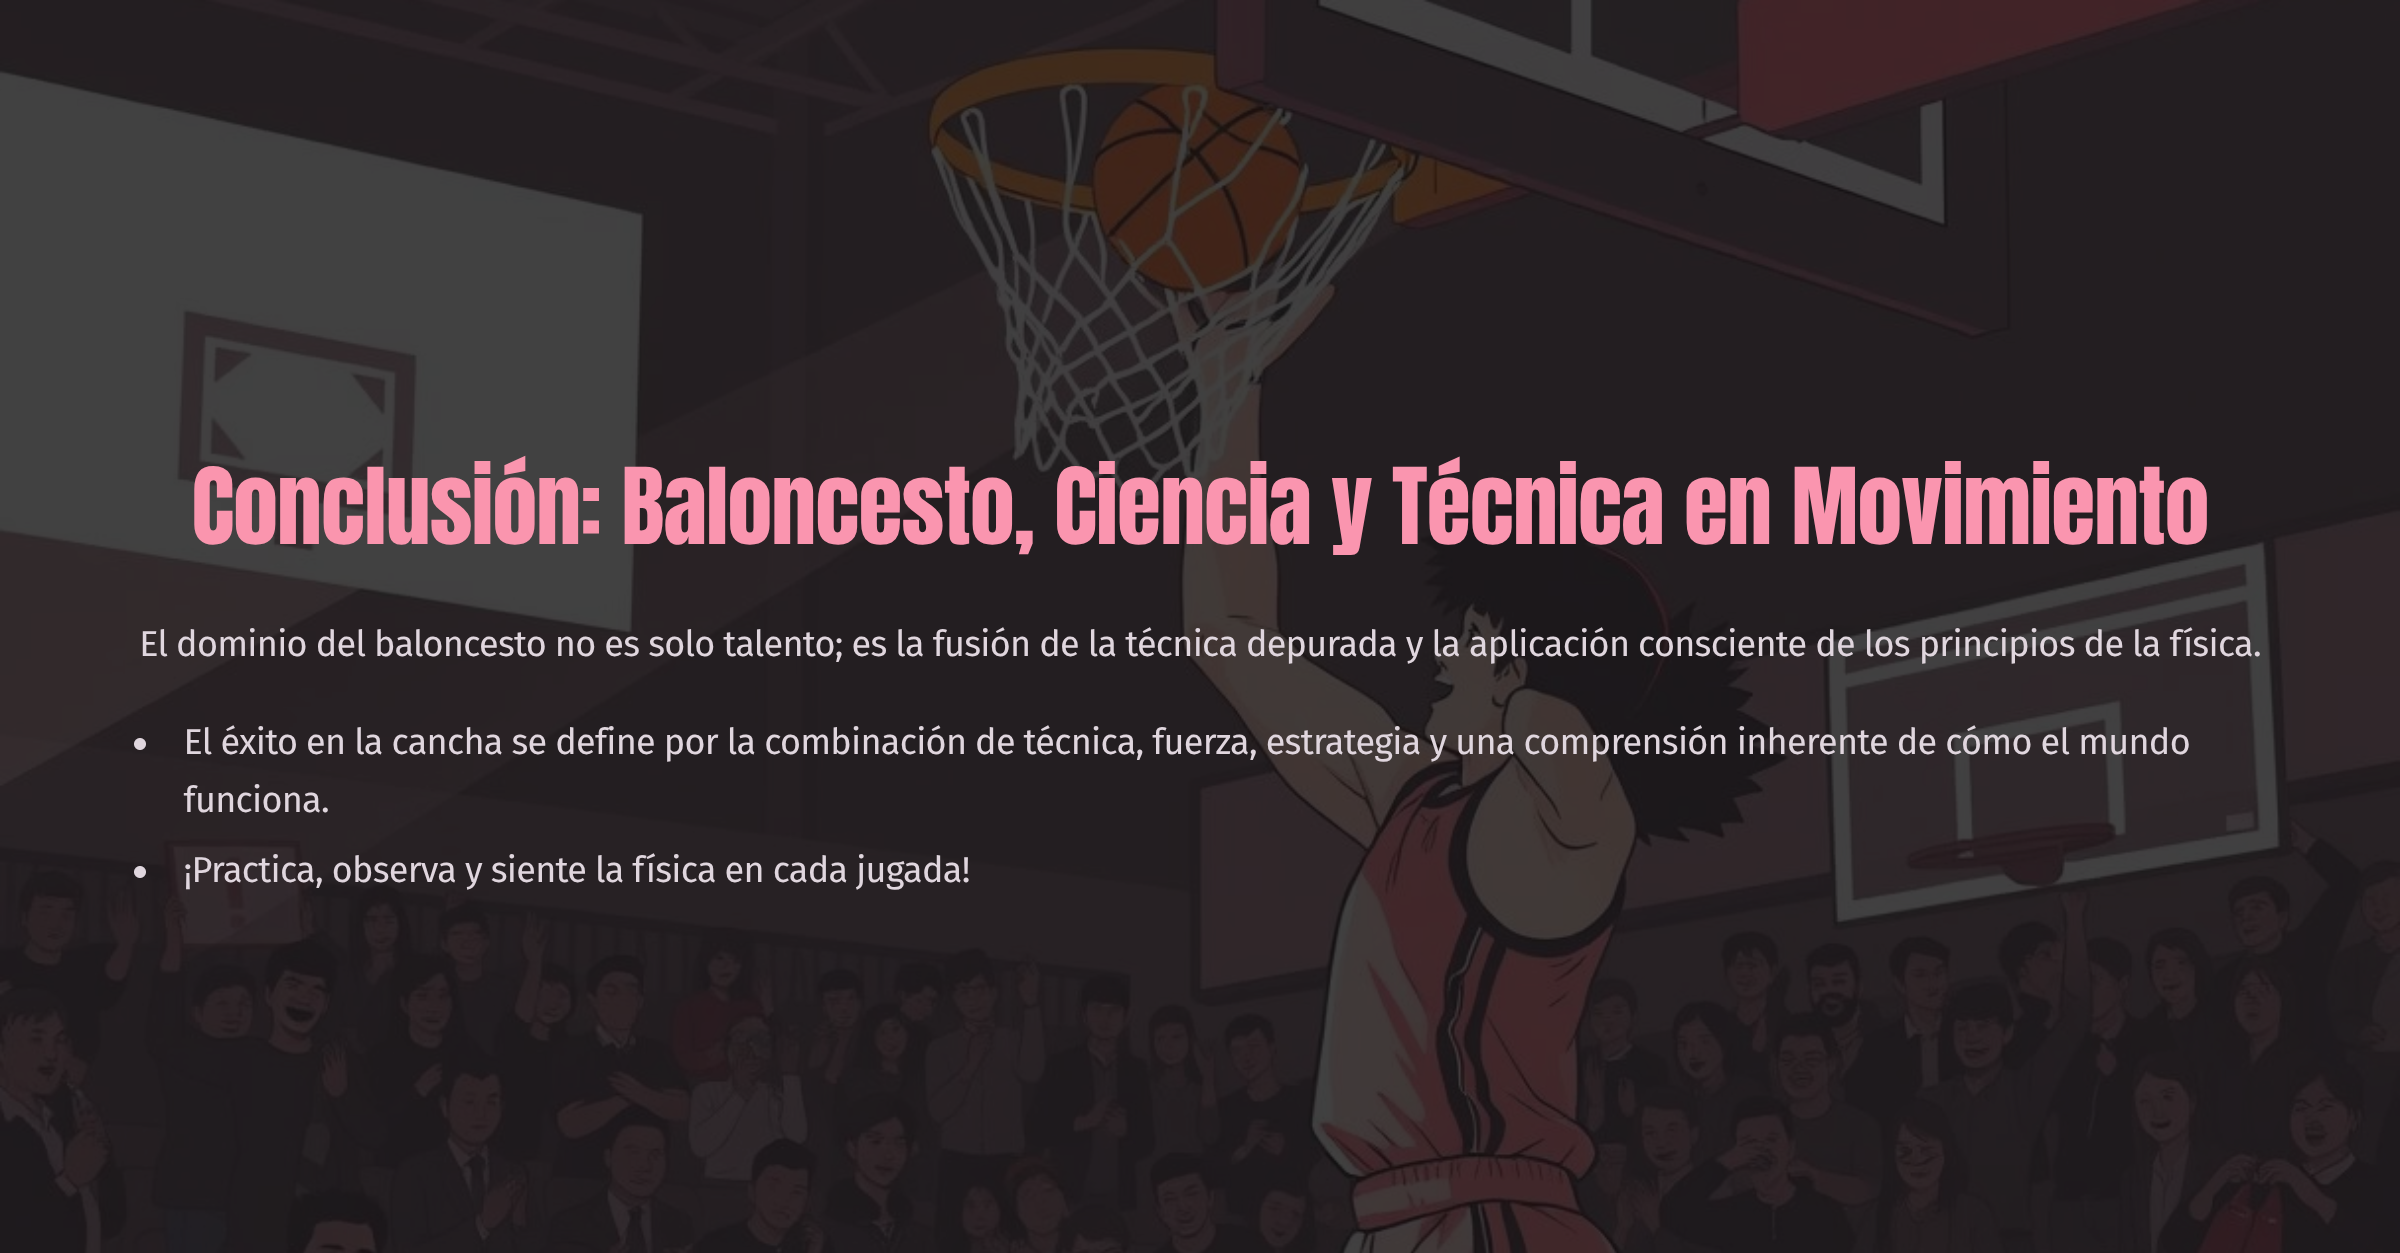 Conclusión: Baloncesto, Ciencia y Técnica en Movimiento
El dominio del baloncesto no es solo talento; es la fusión de la técnica depurada y la aplicación consciente de los principios de la física.
• El éxito en la cancha se define por la combinación de técnica, fuerza, estrategia y una comprensión inherente de cómo el mundo
funciona.
• ¡Practica, observa y siente la física en cada jugada!